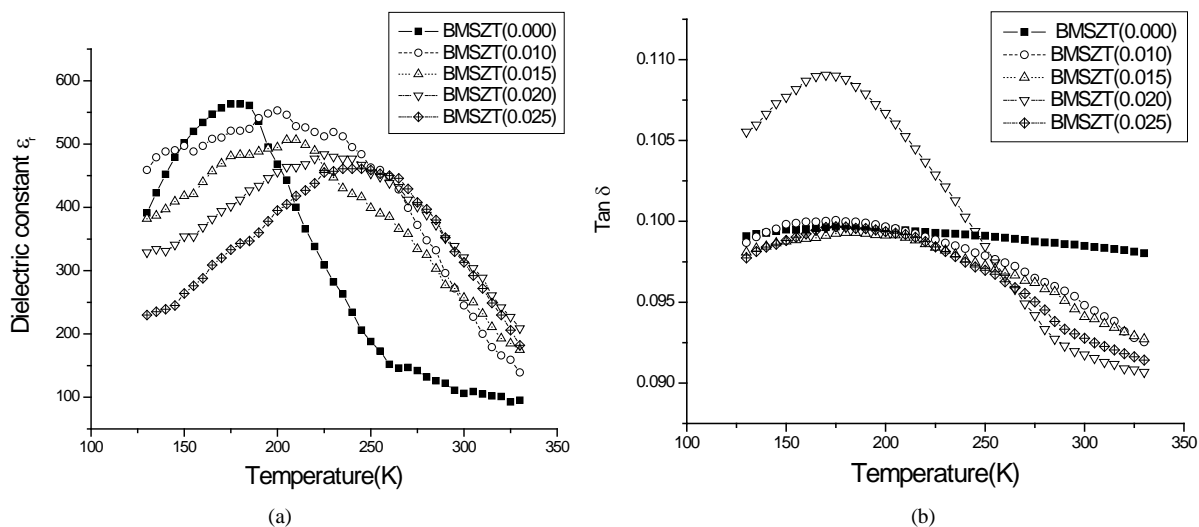 BMSZT(0.000)
BMSZT(0.010)
BMSZT(0.015)
BMSZT(0.020)
BMSZT(0.025)
600
500
400
300
200
100
Dielectric constant εr
100 150 200 250 300 350
Temperature(K)
(a)
BMSZT(0.000)
BMSZT(0.010)
BMSZT(0.015)
BMSZT(0.020)
BMSZT(0.025)
0.110
0.105
0.100
0.095
0.090
Tan δ
100 150 200 250 300 350
Temperature(K)
(b)